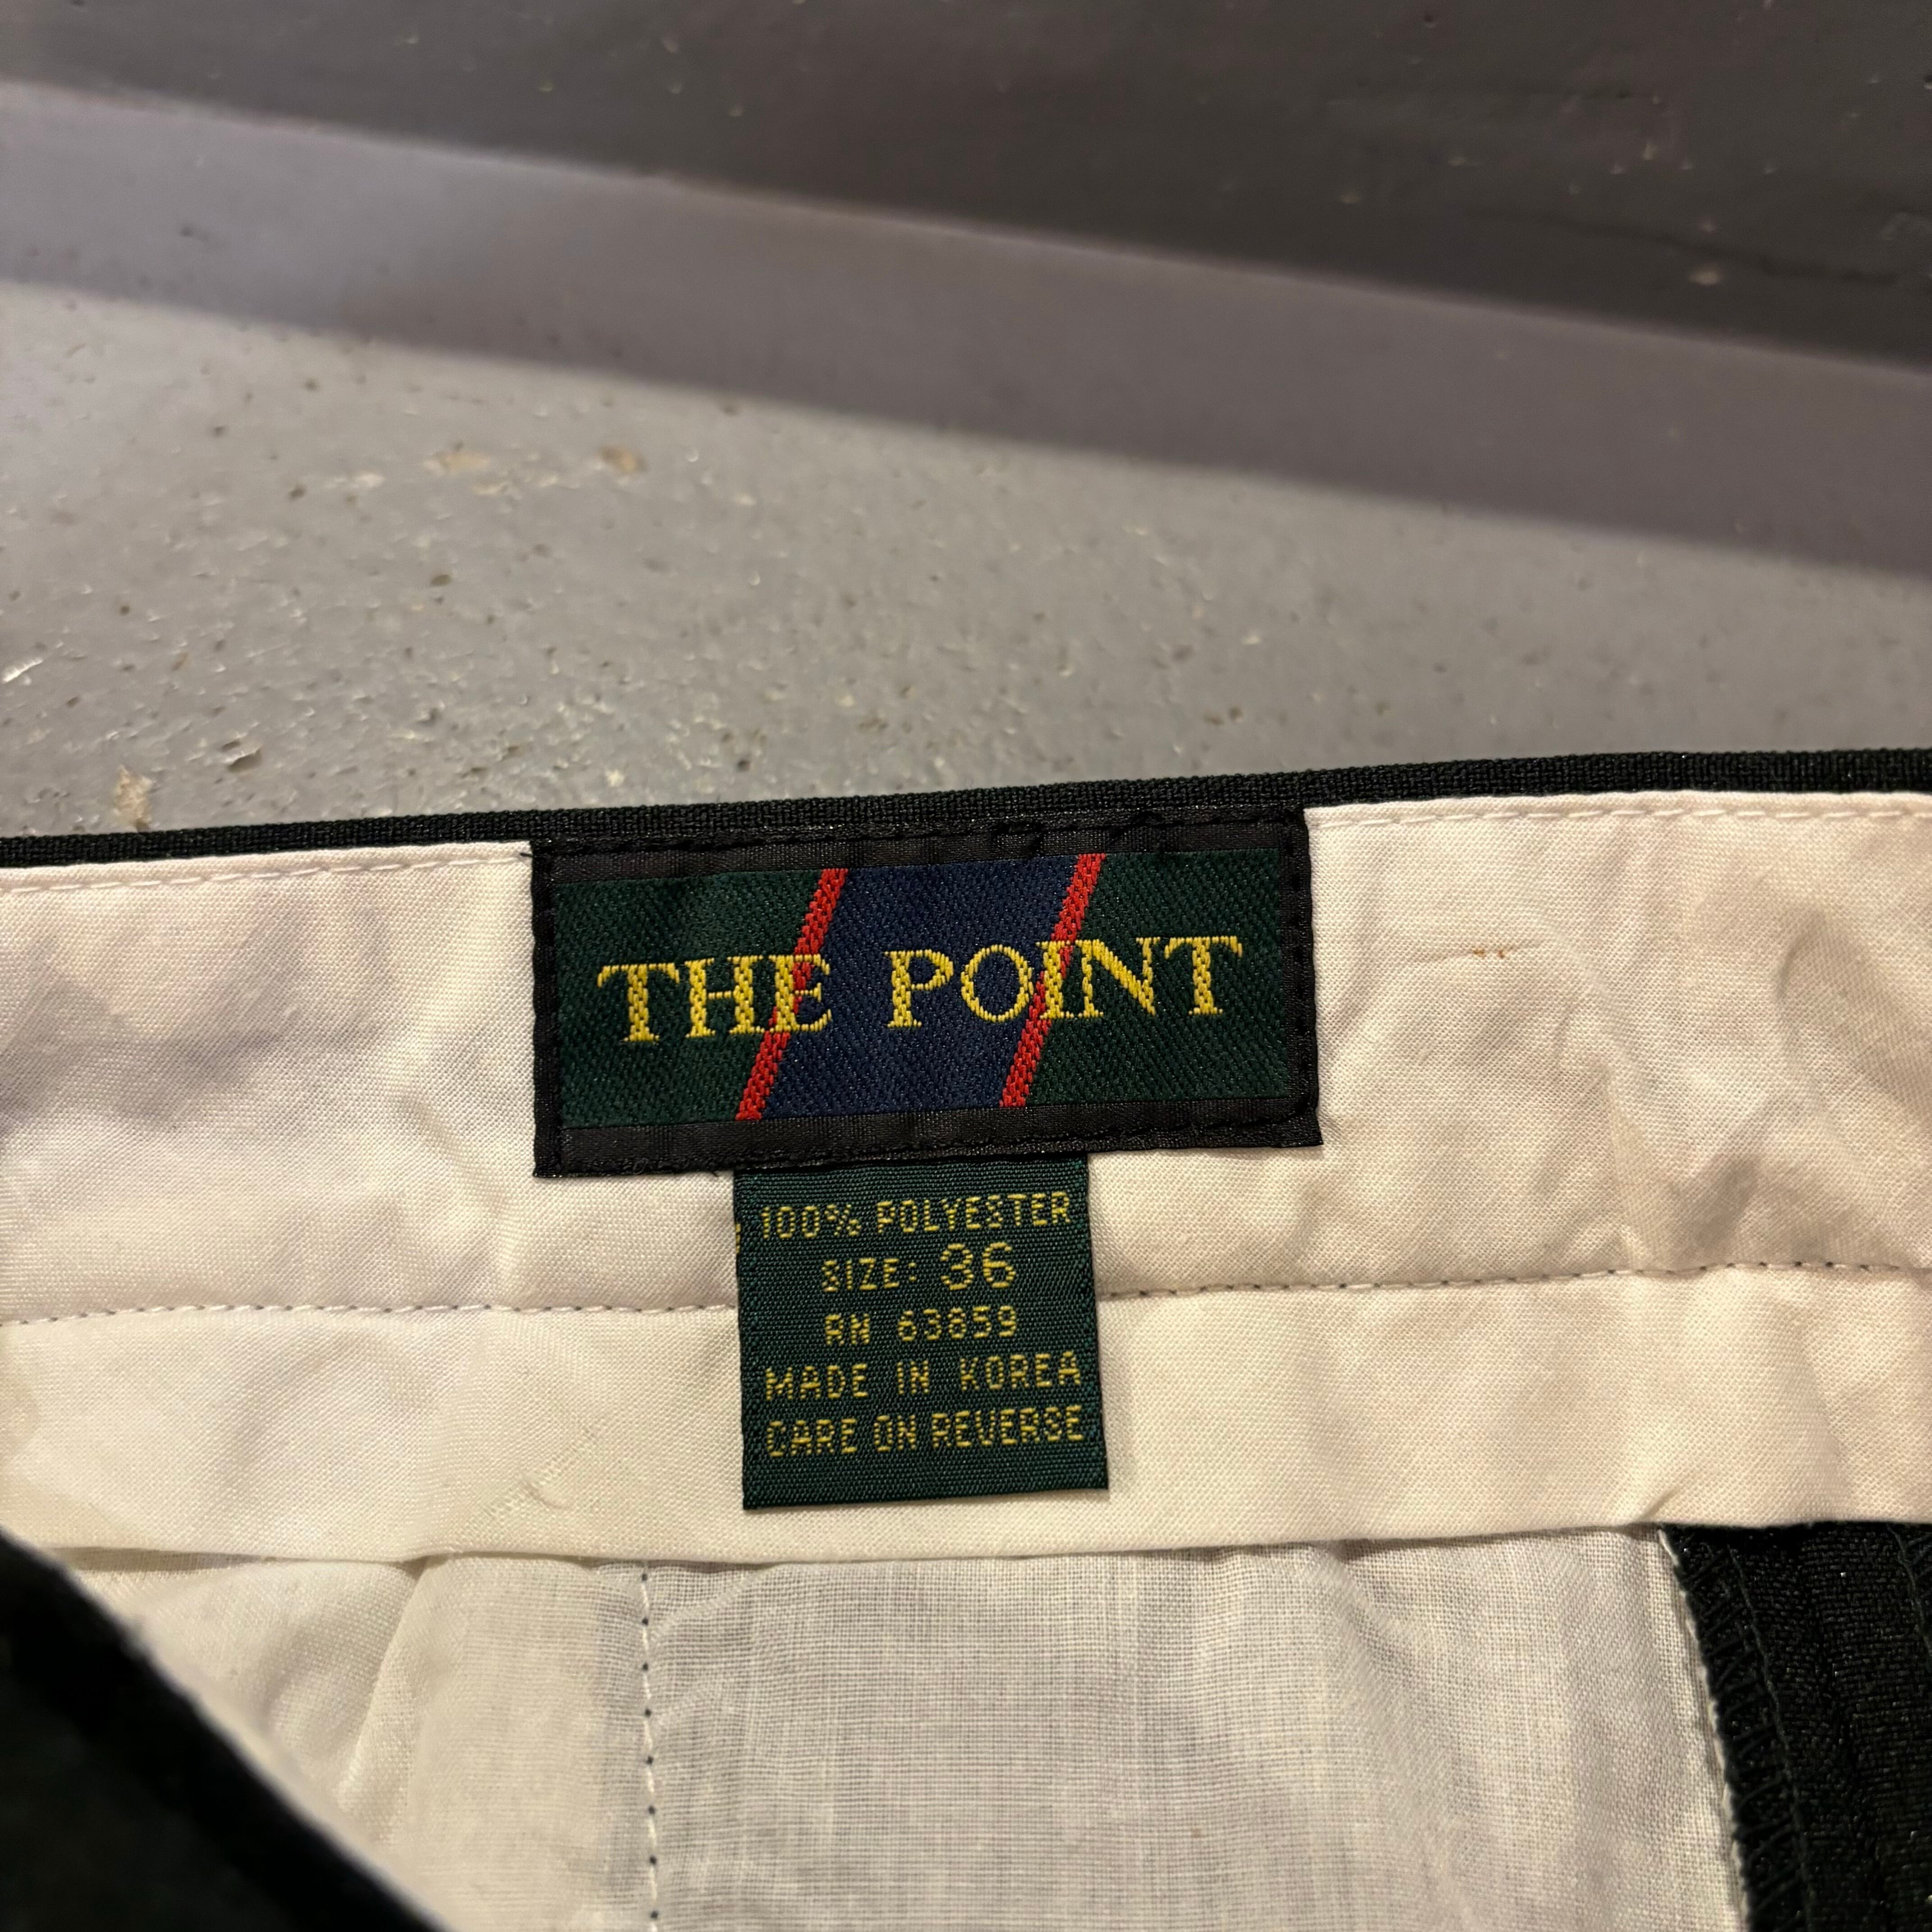 THE POINT
100% POLYESTER
SIZE: 36
RN 63859
MADE IN KOREA
CARE ON REVERSE